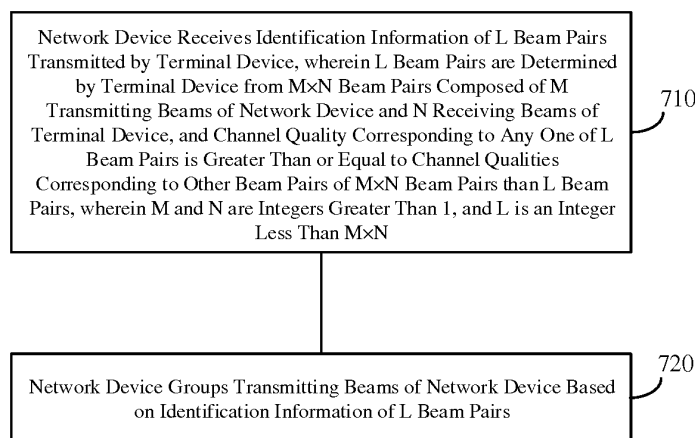 Network Device Receives Identification Information of L Beam Pairs
Transmitted by Terminal Device, wherein L Beam Pairs are Determined
by Terminal Device from M×N Beam Pairs Composed of M
Transmitting Beams of Network Device and N Receiving Beams of
Terminal Device, and Channel Quality Corresponding to Any One of L
Beam Pairs is Greater Than or Equal to Channel Qualities
Corresponding to Other Beam Pairs of M×N Beam Pairs than L Beam
Pairs, wherein M and N are Integers Greater Than 1, and L is an Integer
Less Than M×N
710
720
Network Device Groups Transmitting Beams of Network Device Based
on Identification Information of L Beam Pairs